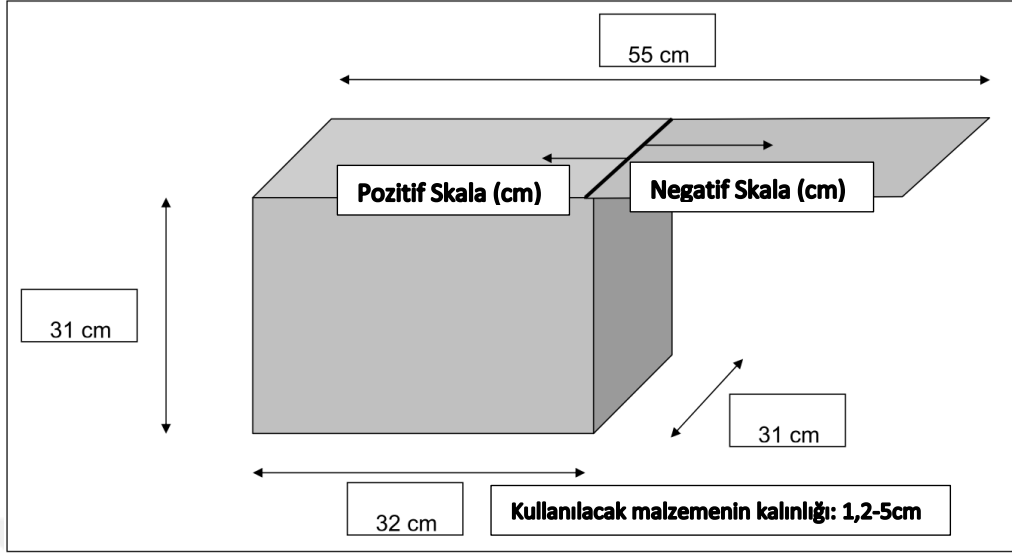 55 cm
Pozitif Skala (cm)
Negatif Skala (cm)
31 cm
31 cm
32 cm
Kullanılacak malzemenin kalınlığı: 1,2-5cm